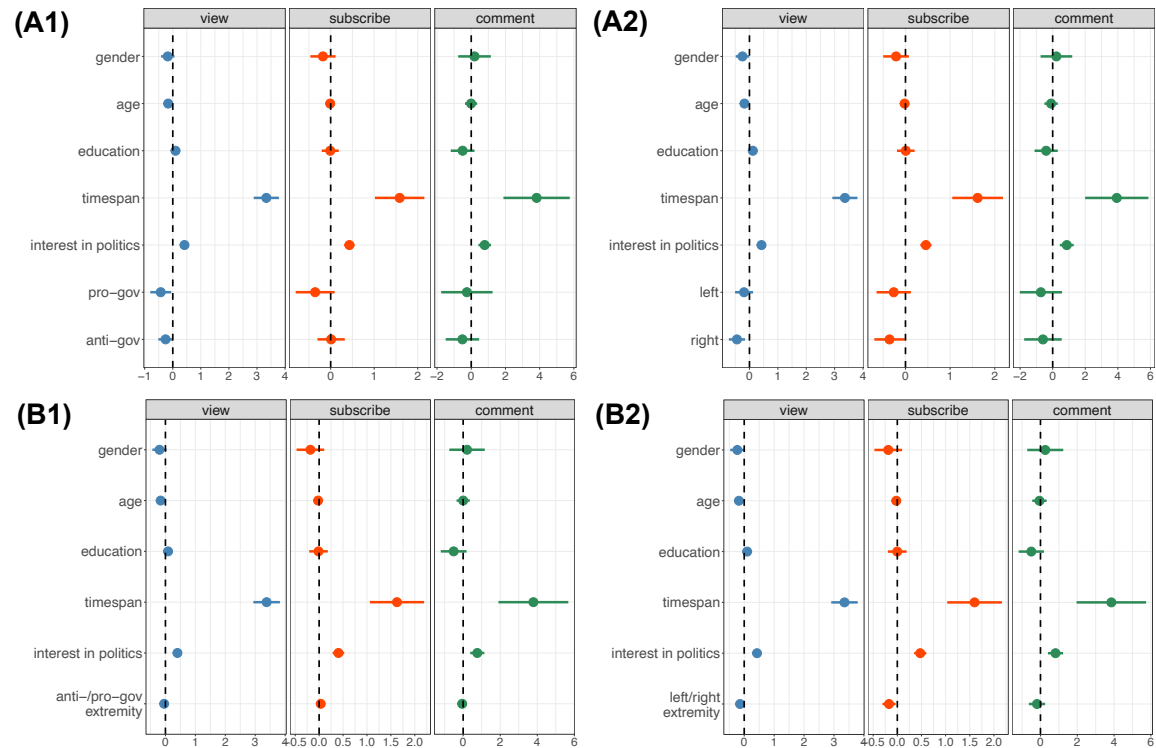 (A1)
view subscribe comment
gender
age
education
timespan
interest in politics
pro-gov
anti-gov
−1 0 1 2 3 4 0 1 2 −2 0 2 4 6
(A2)
view subscribe comment
gender
age
education
timespan
interest in politics
left
right
0 1 2 3 4 0 1 2 −2 0 2 4 6
(B1)
view subscribe comment
gender
age
education
timespan
interest in politics
anti-/pro-gov
extremity
0 1 2 3 4 0.5 0.0 0.5 1.0 1.5 2.0 0 2 4 6
(B2)
view subscribe comment
gender
age
education
timespan
interest in politics
left/right
extremity
0 1 2 3 4 0.5 0.0 0.5 1.0 1.5 2.0 0 2 4 6